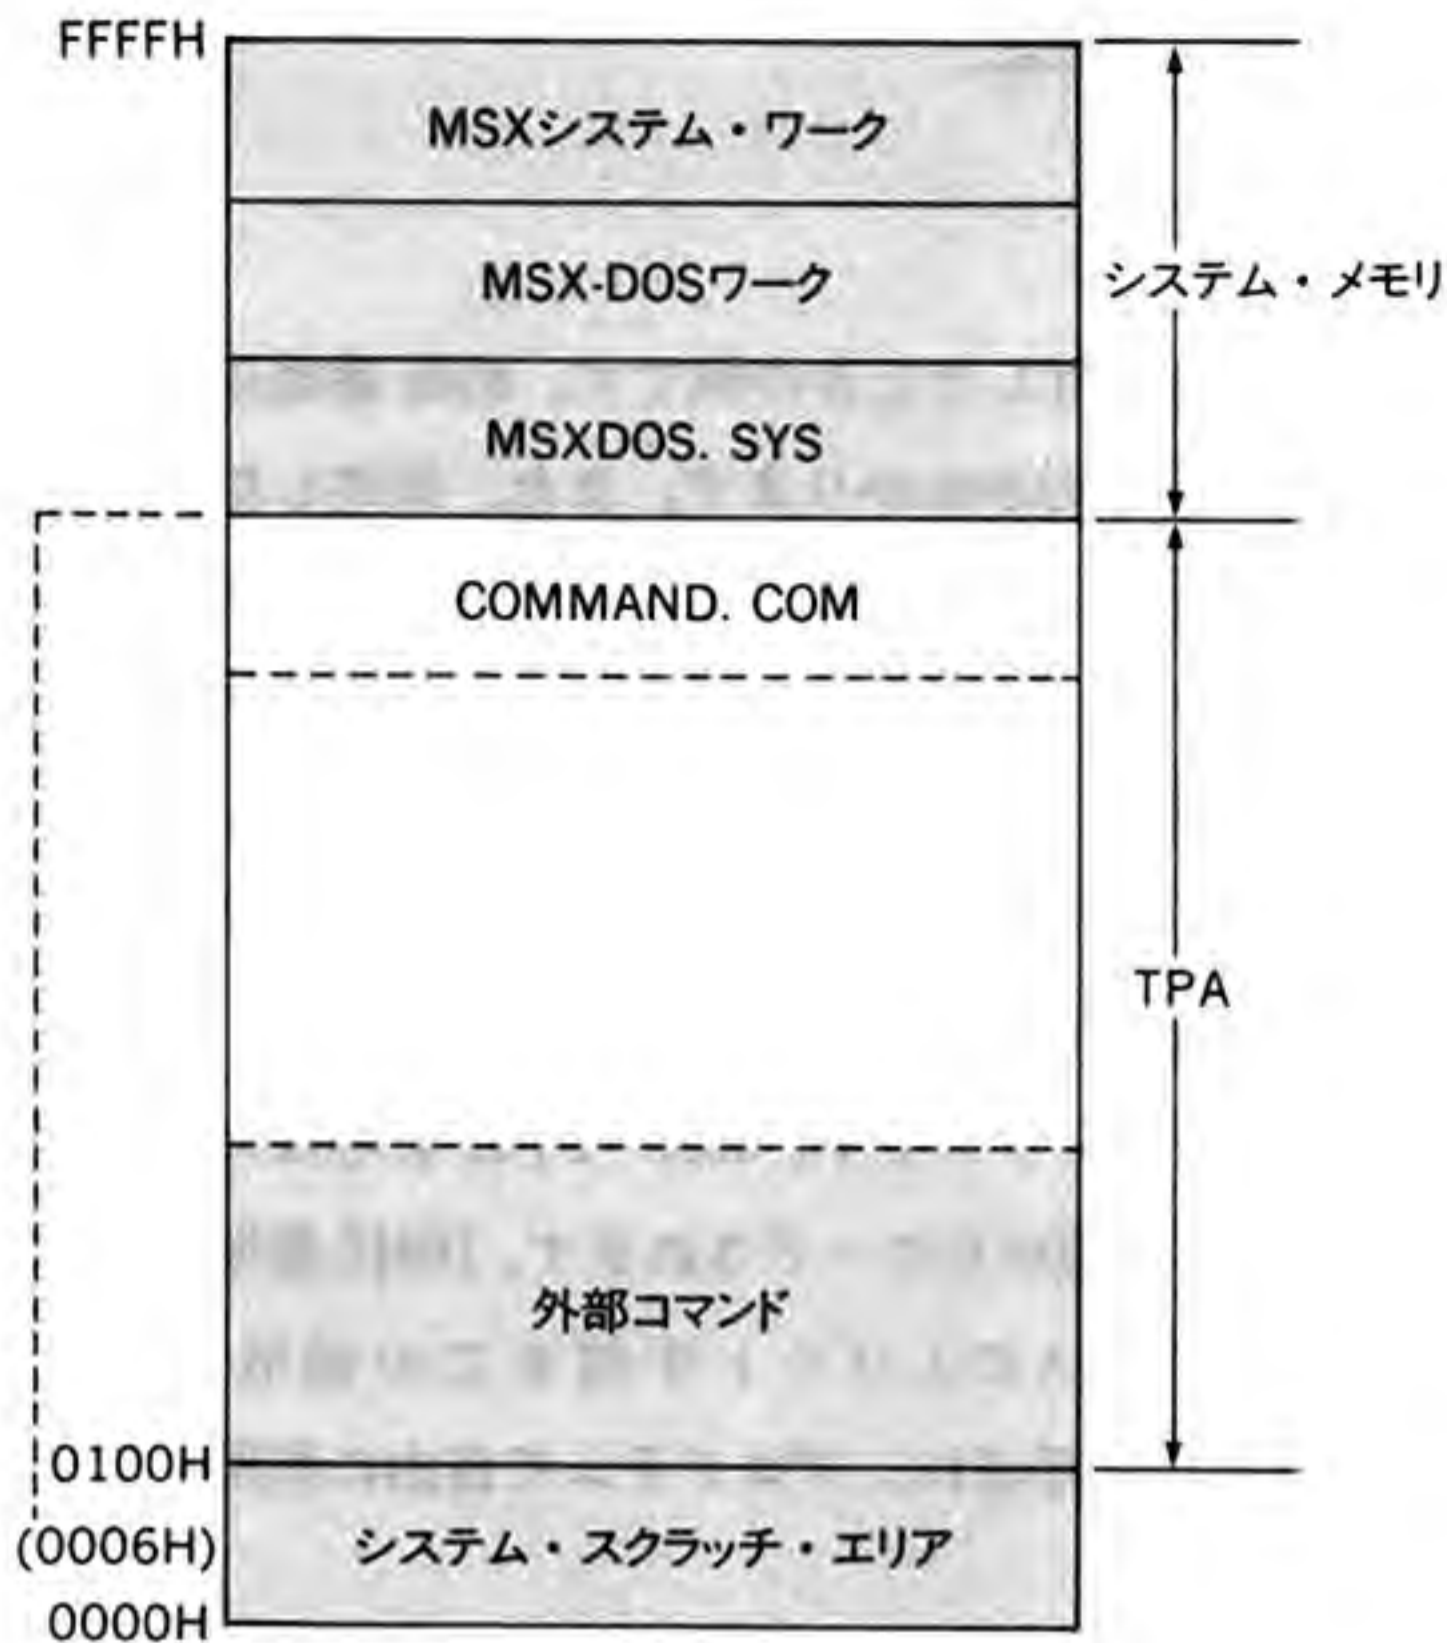 FFFFH
MSXシステム・ワーク
MSX-DOSワーク
システム・メモリ
MSXDOS. SYS
COMMAND. COM
TPA
外部コマンド
0100H
(0006H)
システム・スクラッチ・エリア
0000H